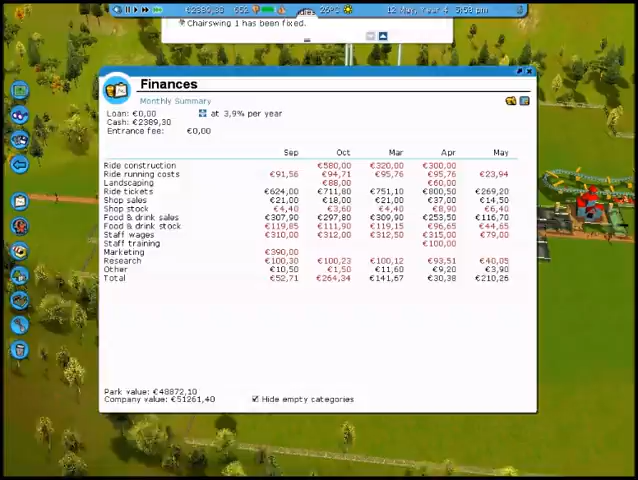 €2389,30 652 26°C 12 May, Year 4 5:53 pm
Chairswing 1 has been fixed.
Finances
Monthly Summary
Loan: €0,00 at 3,9% per year
Cash: €2389,30
Entrance fee: €0,00
Sep Oct Mar Apr May
Ride construction €580,00 €320,00 €300,00
Ride running costs €91,56 €94,71 €95,76 €95,76 €23,94
Landscaping €88,00 €60,00
Ride tickets €624,00 €711,80 €751,10 €800,50 €269,20
Shop sales €21,00 €18,00 €21,00 €37,00 €14,50
Shop stock €4,40 €3,60 €4,40 €8,90 €6,40
Food & drink sales €307,90 €297,80 €309,70 €253,50 €116,70
Food & drink stock €119,85 €111,90 €119,15 €96,65 €44,65
Staff wages €310,00 €312,00 €312,50 €315,00 €79,00
Staff training €100,00
Marketing €390,00
Research €100,30 €100,23 €100,12 €93,51 €40,05
Other €10,50 €1,50 €11,60 €9,20 €3,90
Total €52,71 €264,34 €141,67 €30,38 €210,26
Park value: €48872,10
Company value: €51261,40
Hide empty categories